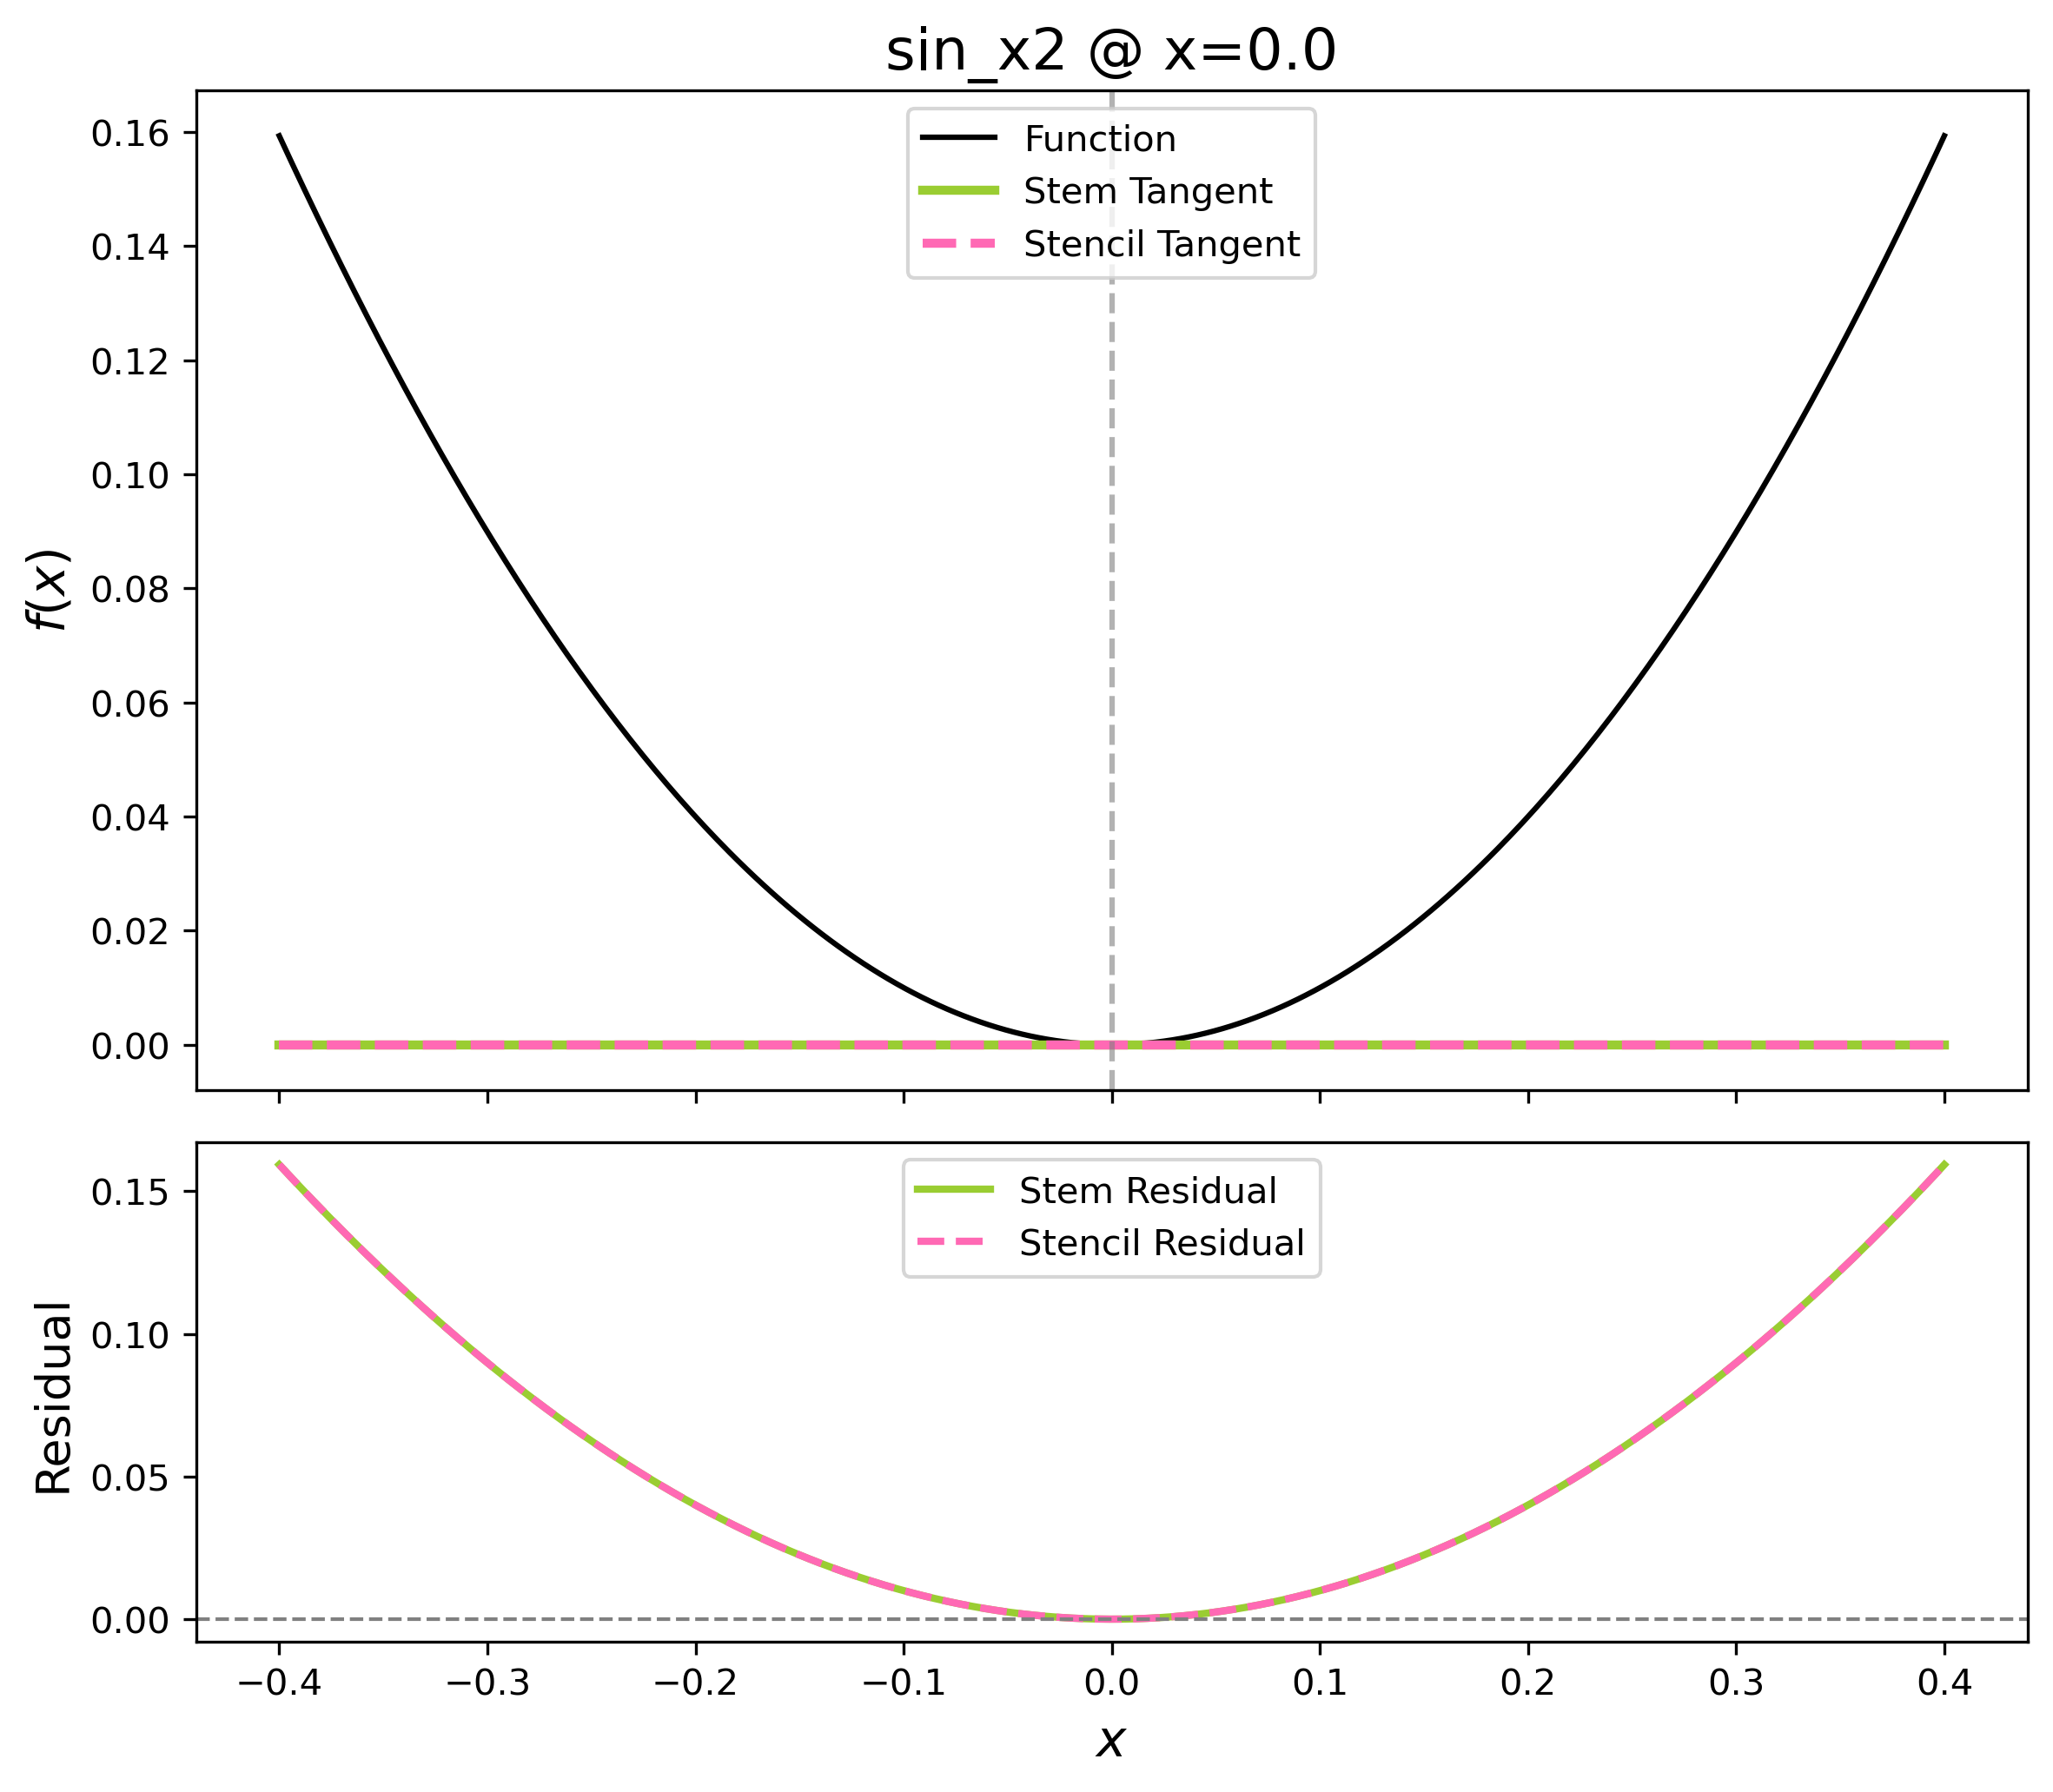 sin_x2 @ x=0.0
Function
Stem Tangent
Stencil Tangent
0.16
0.14
0.12
0.10
0.08
0.06
0.04
0.02
0.00
f(x)
Stem Residual
Stencil Residual
0.15
0.10
0.05
0.00
Residual
−0.4 −0.3 −0.2 −0.1 0.0 0.1 0.2 0.3 0.4
x